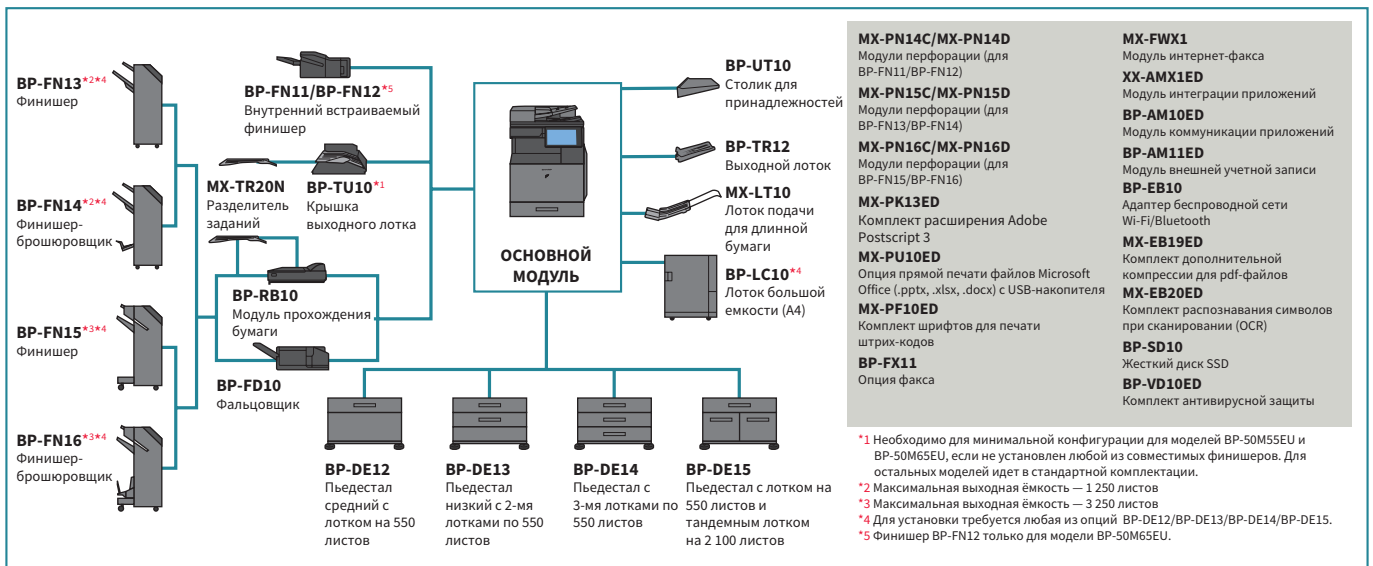 BP-FN13*2*4
Финишер
BP-FN14*2*4
Финишер-
брошюровщик
BP-FN15*3*4
Финишер
BP-FN16*3*4
Финишер-
брошюровщик
BP-FN11/BP-FN12*5
Внутренний встраиваемый
финишер
MX-TR20N
Разделитель
заданий
BP-TU10*1
Крышка
выходного лотка
BP-RB10
Модуль прохождения
бумаги
BP-FD10
Фальцовщик
ОСНОВНОЙ
МОДУЛЬ
BP-UT10
Столик для
принадлежностей
BP-TR12
Выходной лоток
MX-LT10
Лоток подачи
для длинной
бумаги
BP-LC10*4
Лоток большой
емкости (A4)
BP-DE12
Пьедестал
средний с
лотком на 550
листов
BP-DE13
Пьедестал
низкий с 2-мя
лотками по 550
листов
BP-DE14
Пьедестал с
3-мя лотками по
550 листов
BP-DE15
Пьедестал с лотком на
550 листов и
тандемным лотком
на 2 100 листов
MX-PN14C/MX-PN14D
Модули перфорации (для
BP-FN11/BP-FN12)
MX-PN15C/MX-PN15D
Модули перфорации (для
BP-FN13/BP-FN14)
MX-PN16C/MX-PN16D
Модули перфорации (для
BP-FN15/BP-FN16)
MX-PK13ED
Комплект расширения Adobe
Postscript 3
MX-PU10ED
Опция прямой печати файлов Microsoft
Office (.pptx, .xlsx, .docx) с USB-накопителя
MX-PF10ED
Комплект шрифтов для печати
штрих-кодов
BP-FX11
Опция факса
MX-FWX1
Модуль интернет-факса
XX-AMX1ED
Модуль интеграции приложений
BP-AM10ED
Модуль коммуникации приложений
BP-AM11ED
Модуль внешней учетной записи
BP-EB10
Адаптер беспроводной сети
Wi-Fi/Bluetooth
MX-EB19ED
Комплект дополнительной
компрессии для pdf-файлов
MX-EB20ED
Комплект распознавания символов
при сканировании (OCR)
BP-SD10
Жесткий диск SSD
BP-VD10ED
Комплект антивирусной защиты
*1 Необходимо для минимальной конфигурации для моделей BP-50M55EU и
BP-50M65EU, если не установлен любой из совместимых финишеров. Для
остальных моделей идет в стандартной комплектации.
*2 Максимальная выходная ёмкость — 1 250 листов
*3 Максимальная выходная ёмкость — 3 250 листов
*4 Для установки требуется любая из опций BP-DE12/BP-DE13/BP-DE14/BP-DE15.
*5 Финишер BP-FN12 только для модели BP-50M65EU.